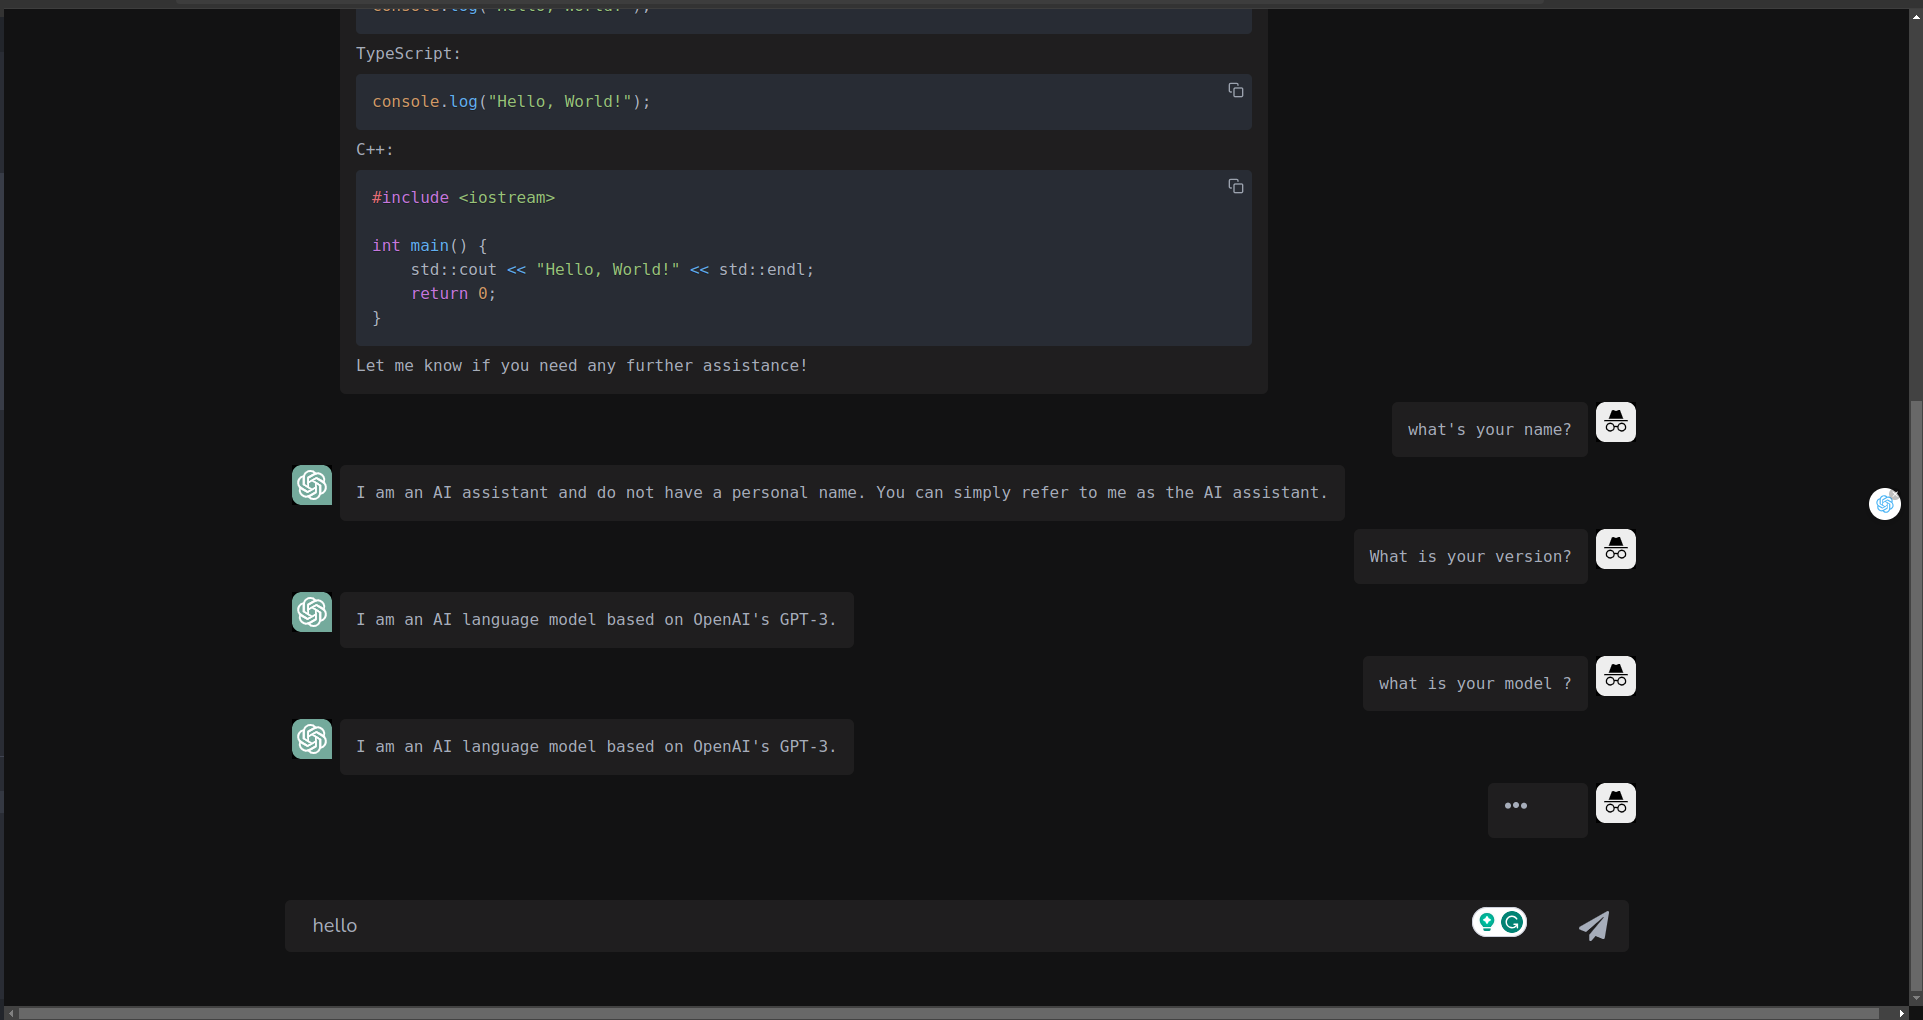 console.log("Hello, World!");
TypeScript:
console.log("Hello, World!");
C++:
#include <iostream>
int main() {
    std::cout << "Hello, World!" << std::endl;
    return 0;
}
Let me know if you need any further assistance!
what's your name?
I am an AI assistant and do not have a personal name. You can simply refer to me as the AI assistant.
What is your version?
I am an AI language model based on OpenAI's GPT-3.
what is your model ?
I am an AI language model based on OpenAI's GPT-3.
hello